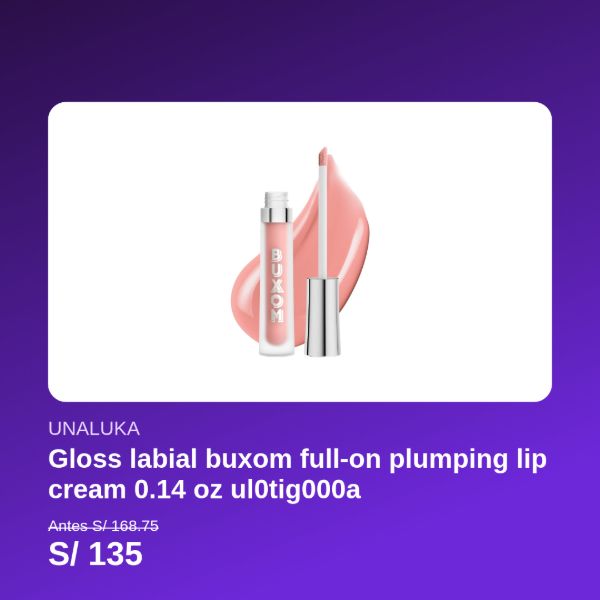 BUXOM
UNALUKA
Gloss labial buxom full-on plumping lip
cream 0.14 oz ul0tig000a
Antes S/ 168.75
S/ 135